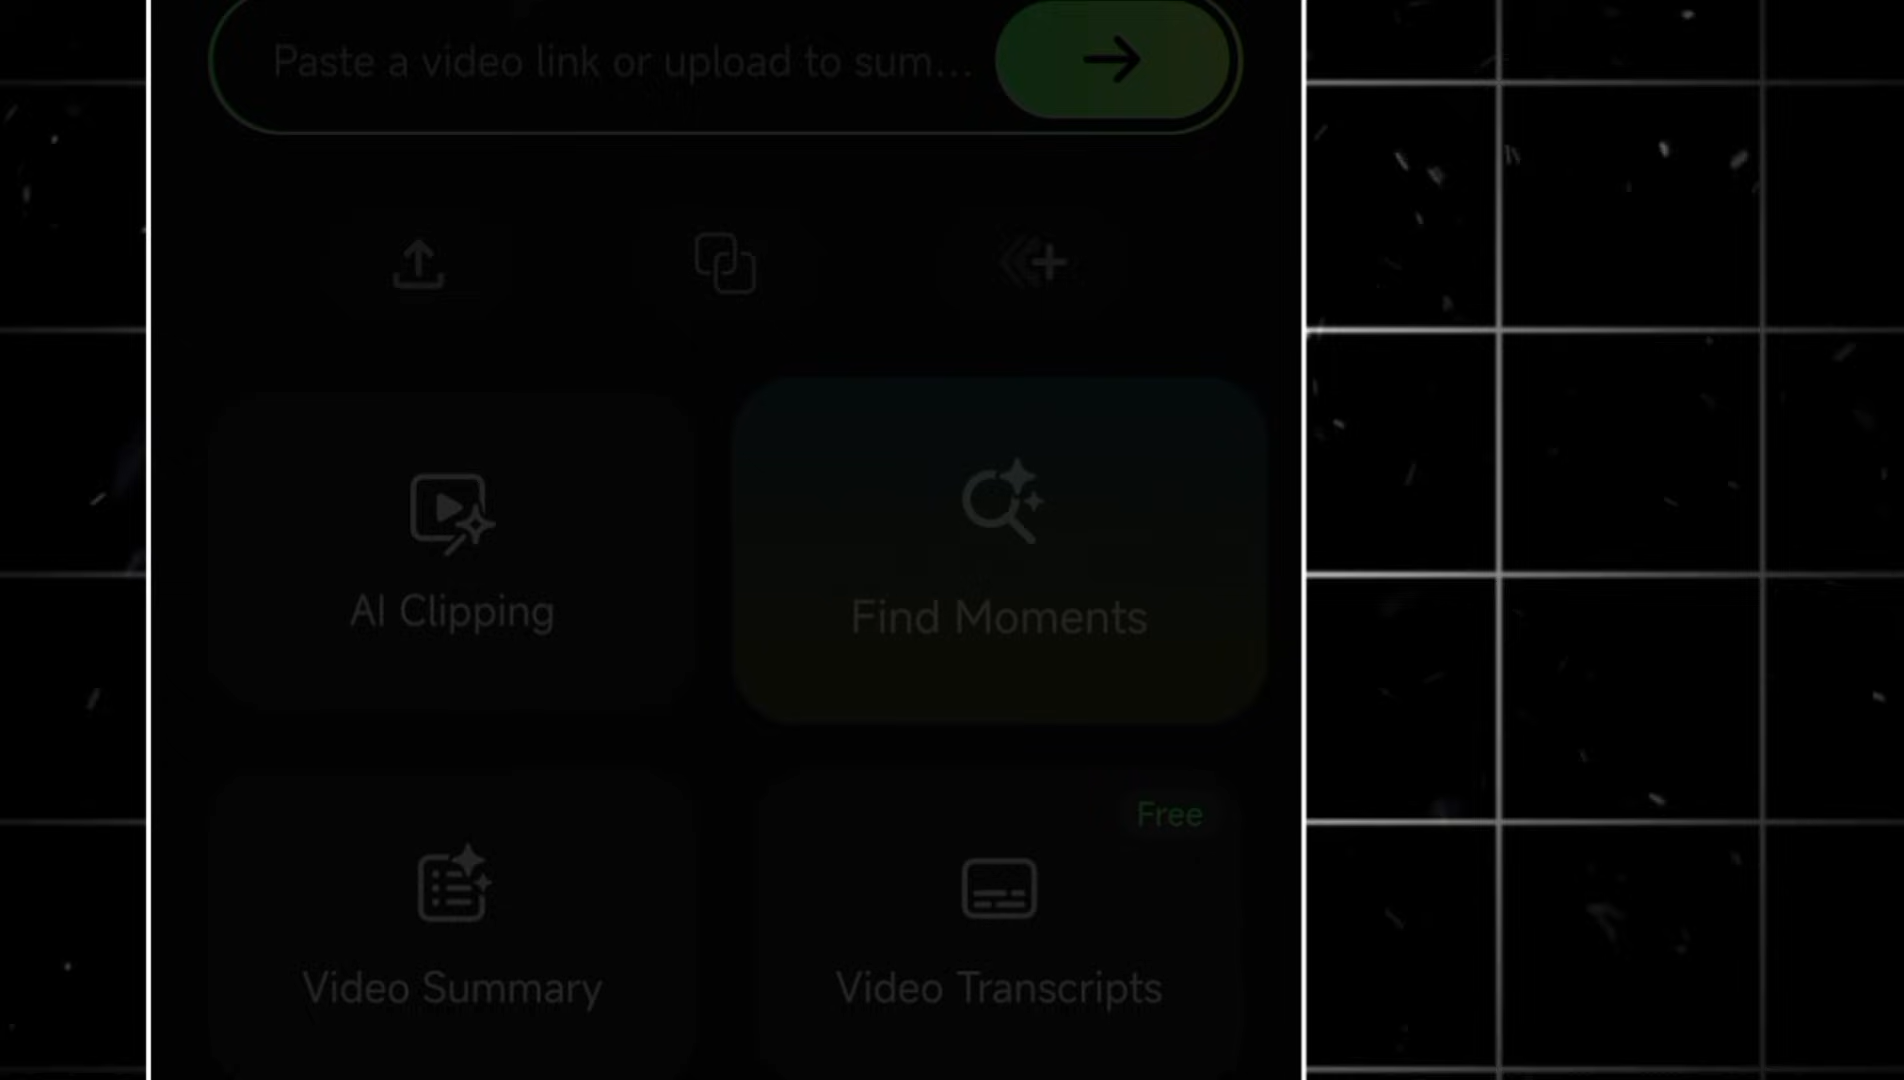 Paste a video link or upload to sum...
AI Clipping
Find Moments
Free
Video Summary
Video Transcripts